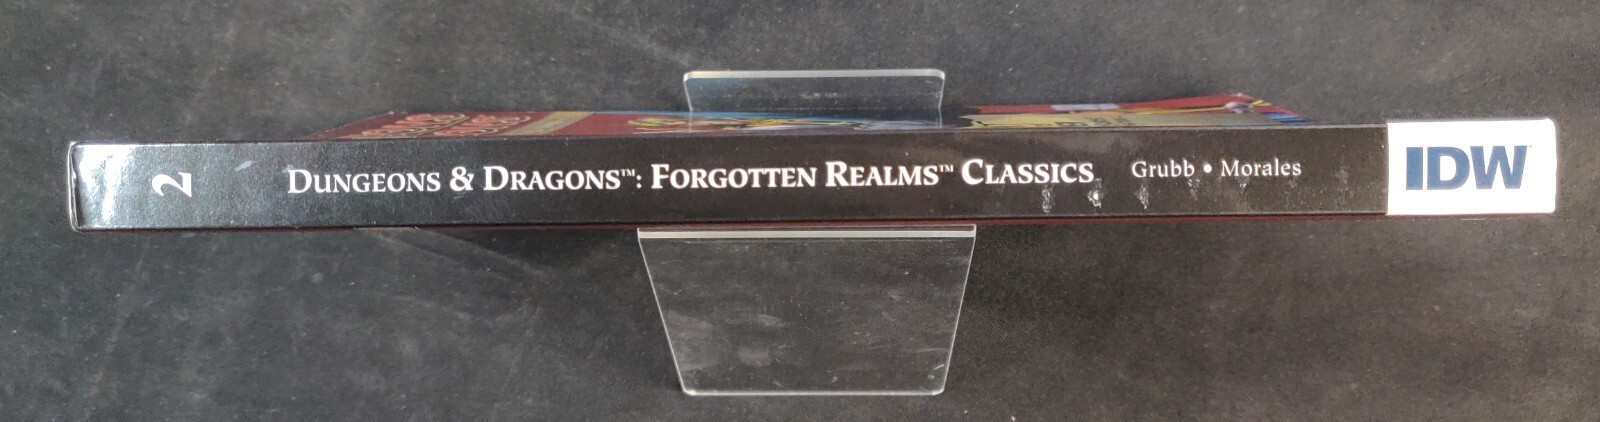 2
DUNGEONS & DRAGONS™: FORGOTTEN REALMS™ CLASSICS
Grubb • Morales
IDW